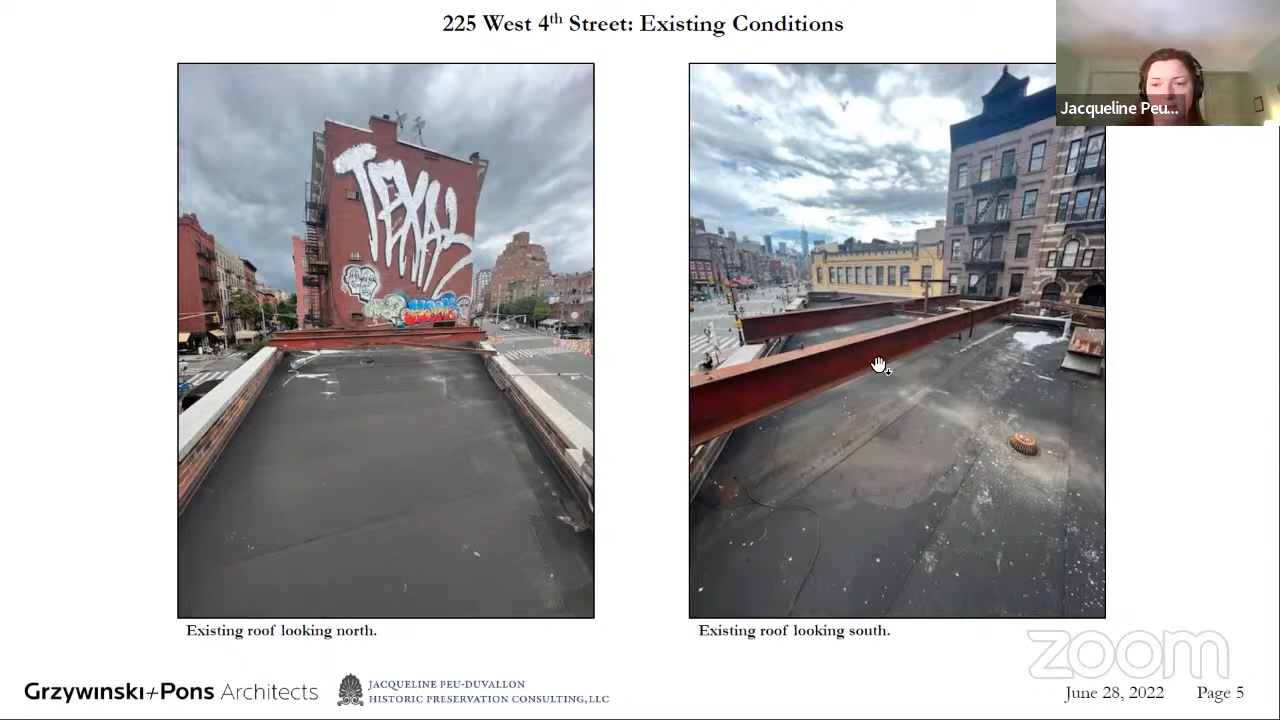 225 West 4th Street: Existing Conditions
Jacqueline Peu...
TEXAS
Existing roof looking north.
Existing roof looking south.
zoom
Grzywinski+Pons Architects
JACQUELINE PEU-DUVALLON
HISTORIC PRESERVATION CONSULTING, LLC
June 28, 2022
Page 5